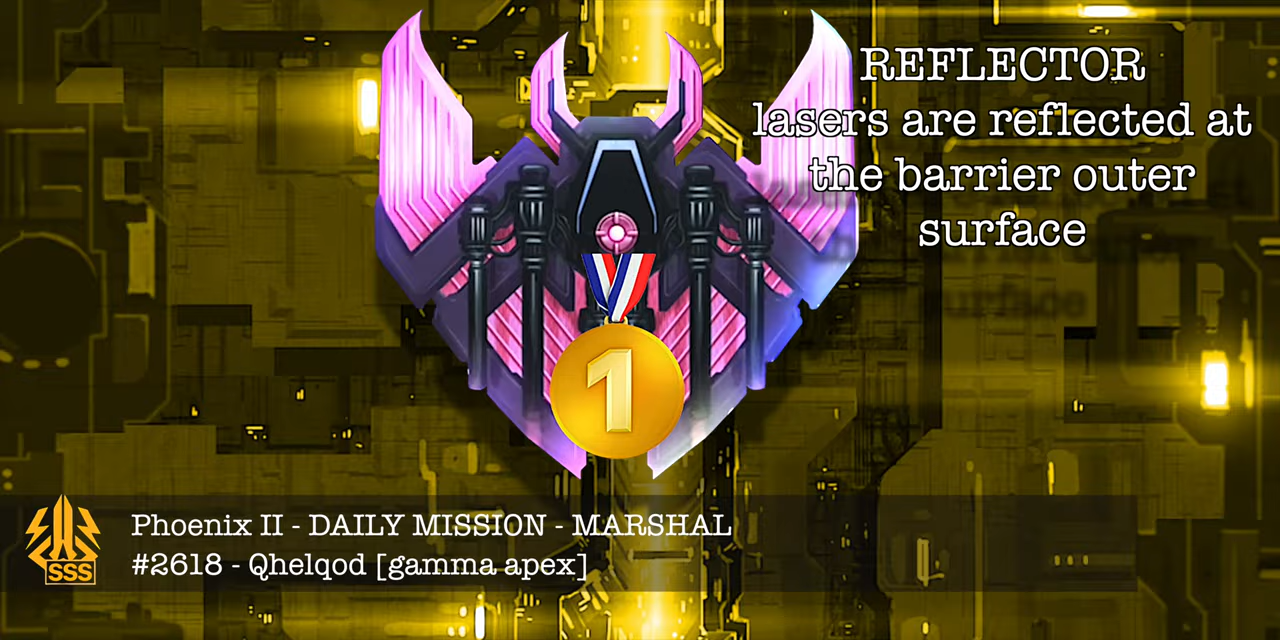 REFLECTOR
lasers are reflected at
the barrier outer
surface
1
Phoenix II - DAILY MISSION - MARSHAL
#2618 - Qhelqod [gamma apex]
SSS